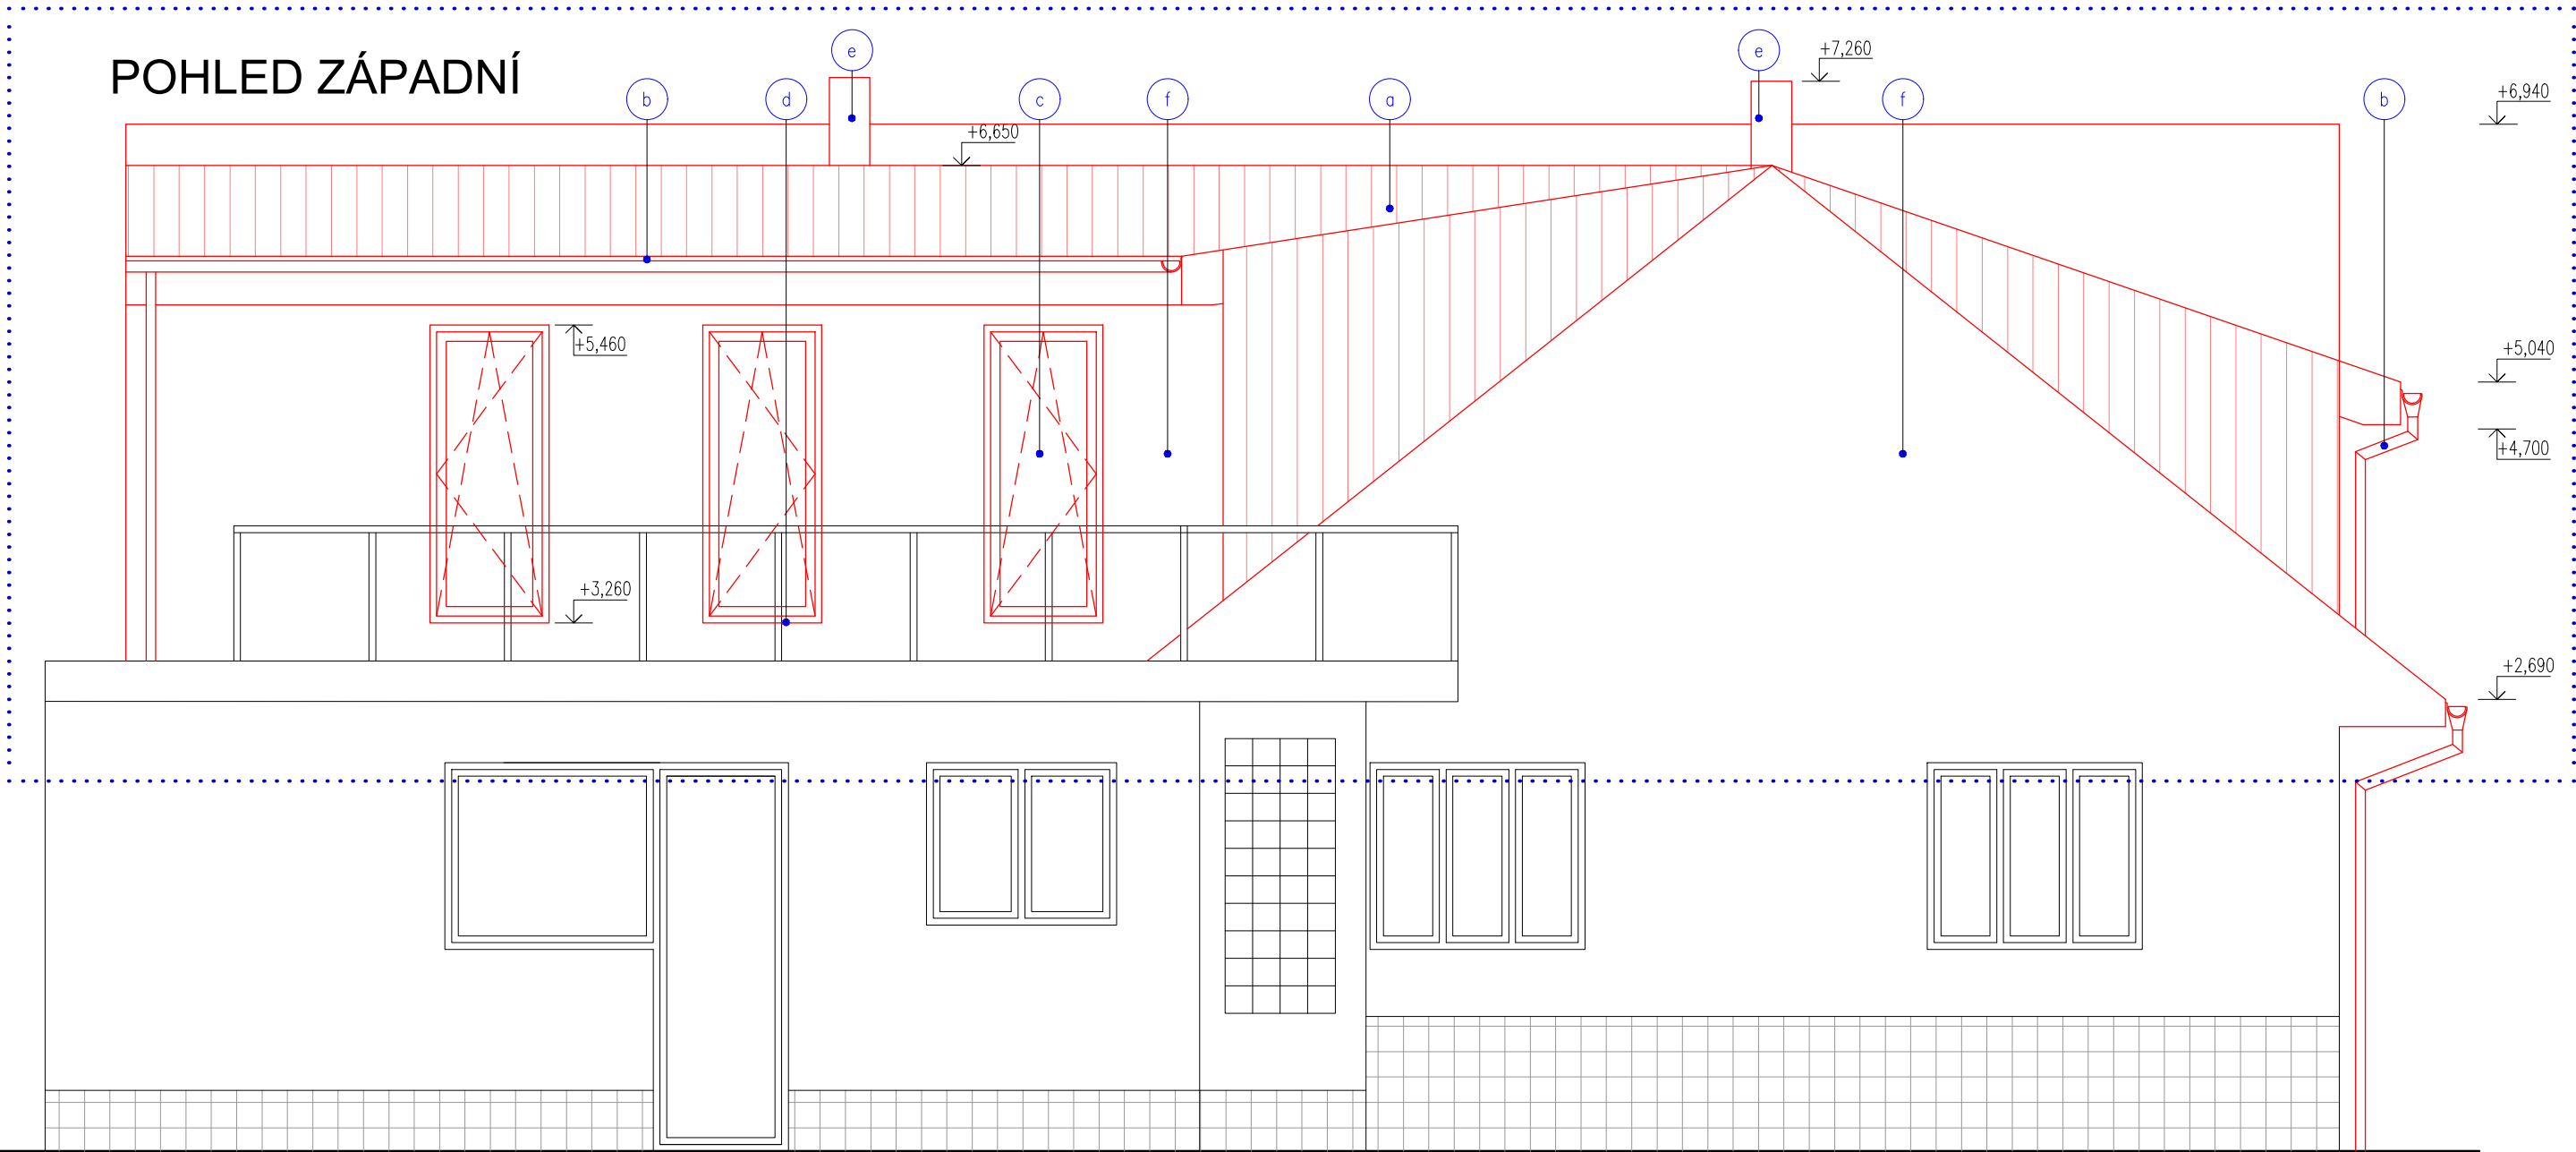 POHLED ZÁPADNÍ
e
e
+7,260
b
d
c
f
a
f
b
+6,940
+6,650
+5,460
+5,040
+4,700
+3,260
+2,690